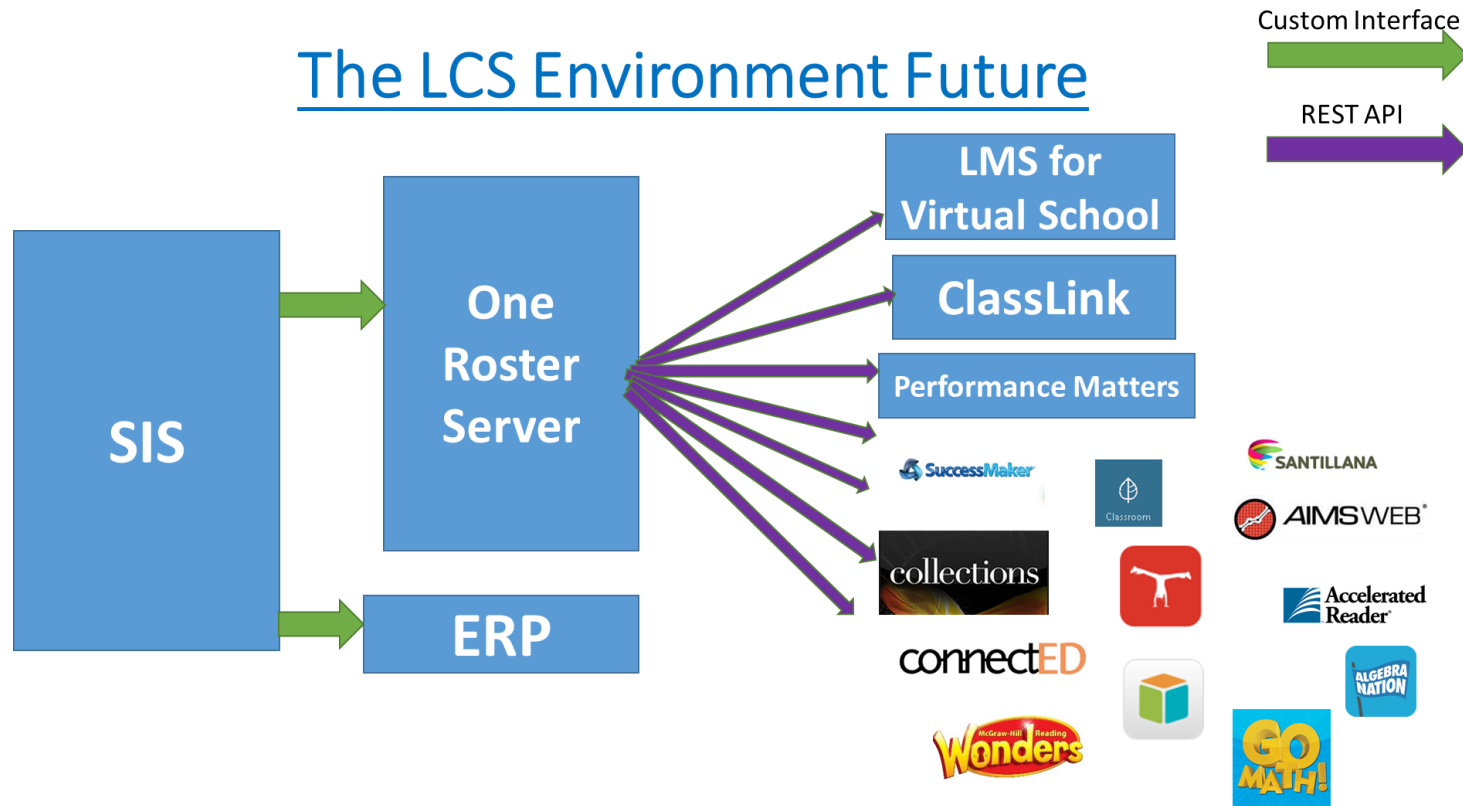 The LCS Environment Future
Custom Interface
REST API
SIS
One
Roster
Server
ERP
LMS for
Virtual School
ClassLink
Performance Matters
SuccessMaker
Classroom
SANTILLANA
AIMSWEB®
collections
Accelerated
Reader
connectED
ALGEBRA
NATION
McGraw-Hill Reading
Wonders
GO
MATH!